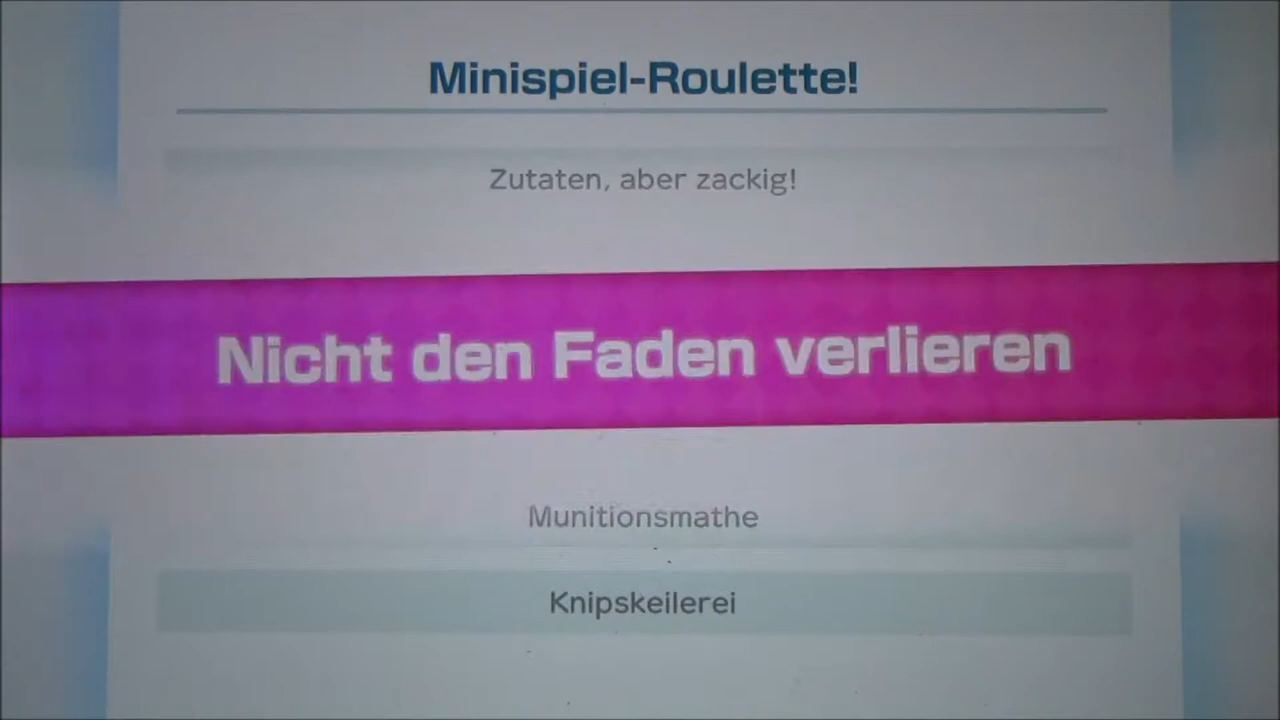 Minispiel-Roulette!
Zutaten, aber zackig!
Nicht den Faden verlieren
Munitionsmathe
Knipskeilerei